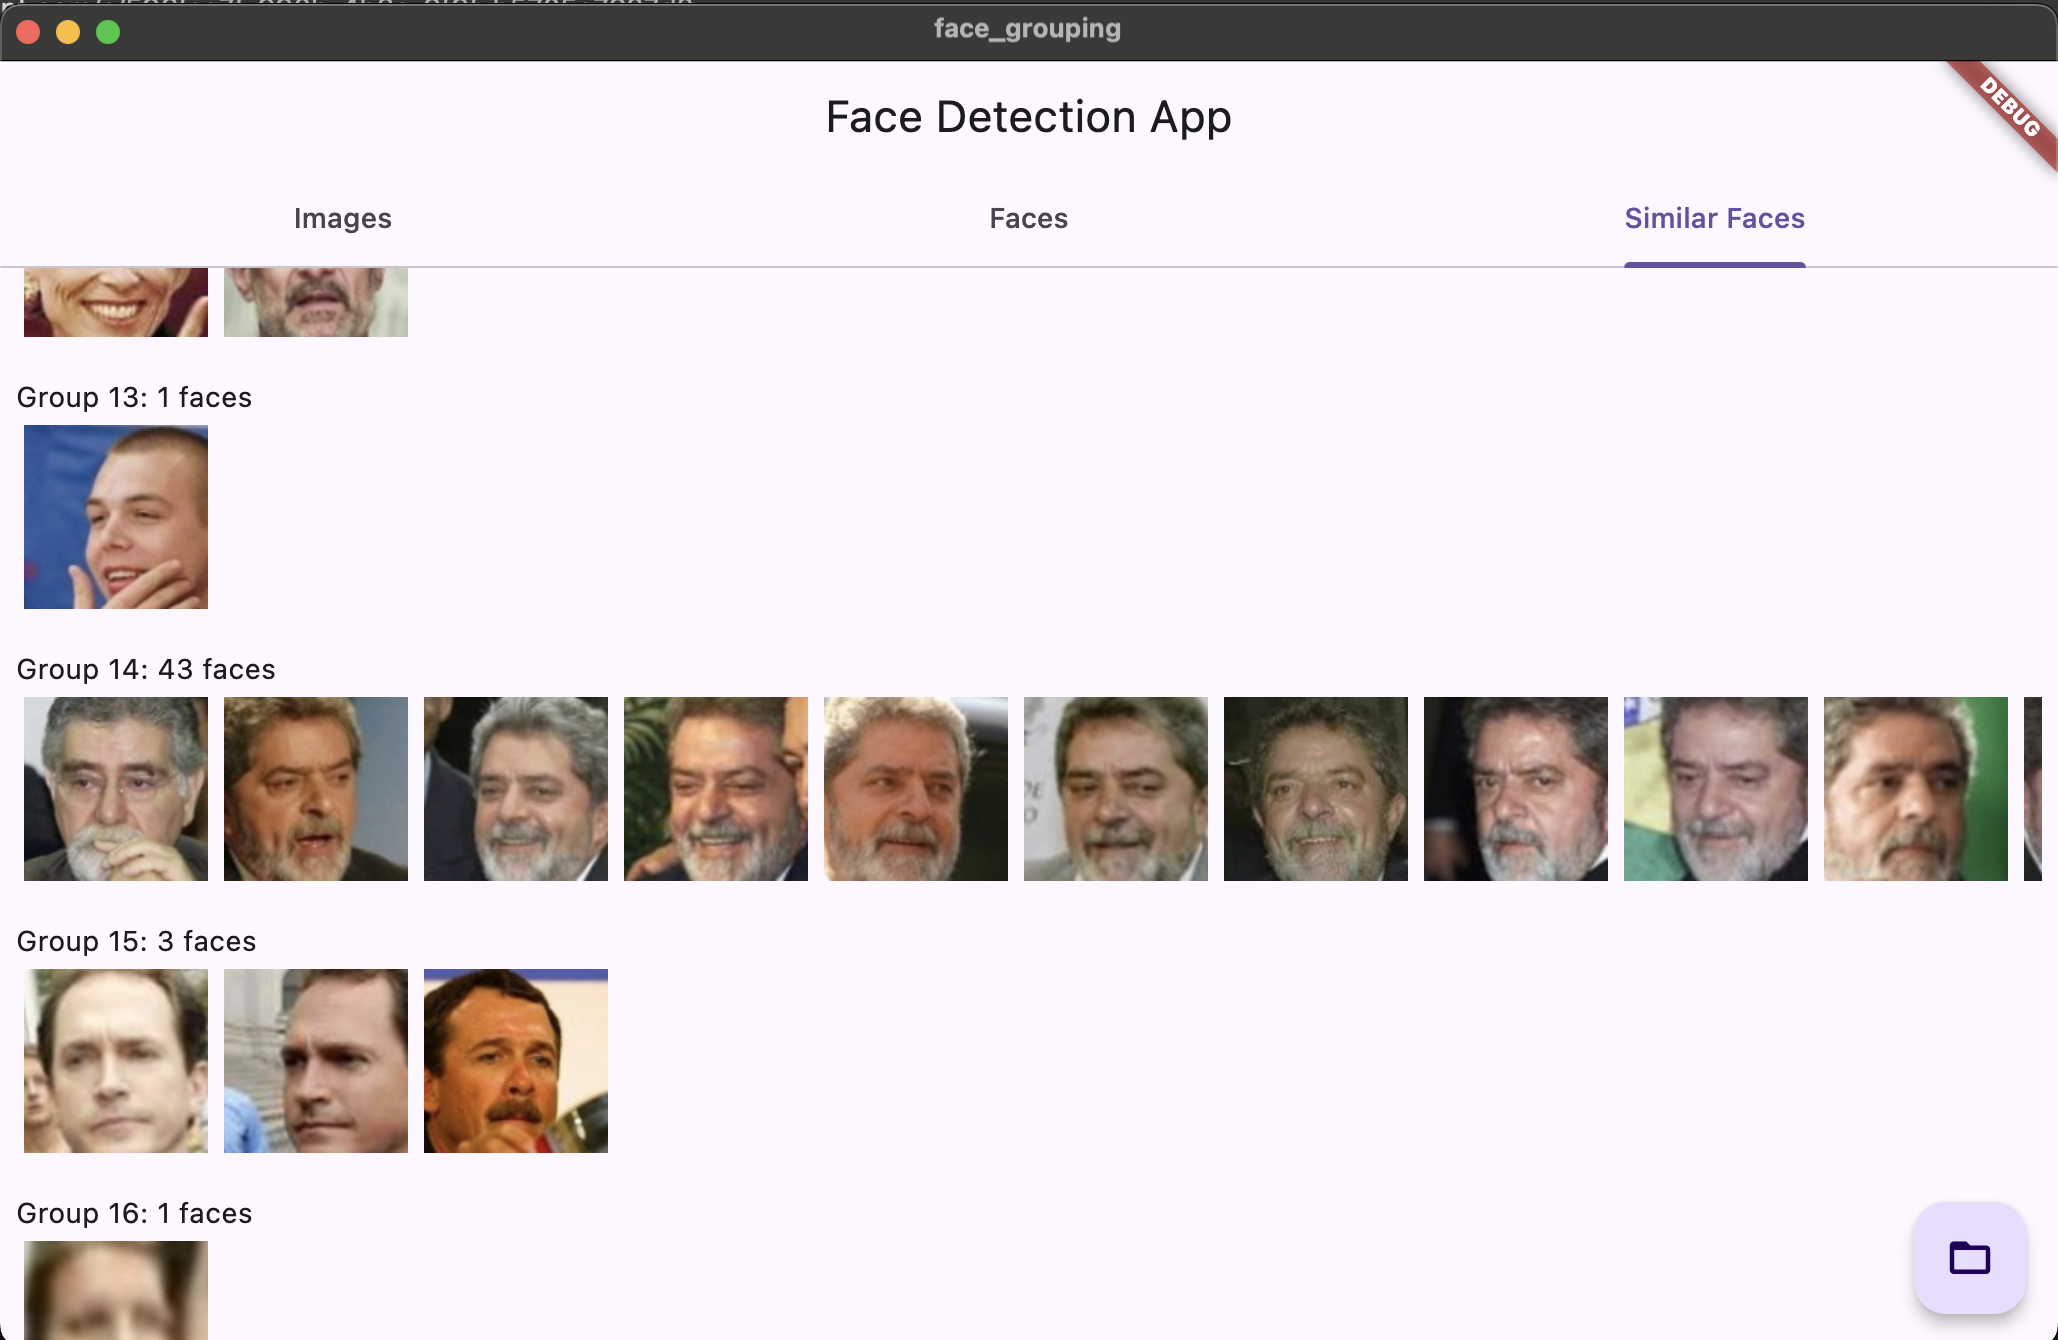 face_grouping
DEBUG
Face Detection App
Images
Faces
Similar Faces
Group 13: 1 faces
Group 14: 43 faces
Group 15: 3 faces
Group 16: 1 faces